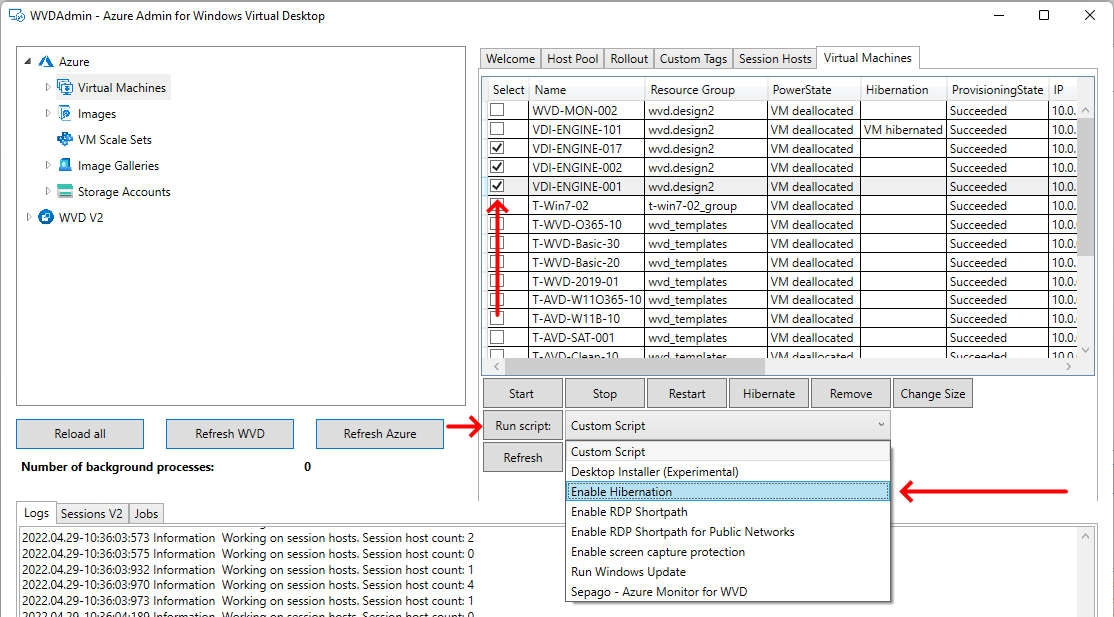 WVDAdmin - Azure Admin for Windows Virtual Desktop
Azure
Virtual Machines
Images
VM Scale Sets
Image Galleries
Storage Accounts
WVD V2
Reload all
Refresh WVD
Refresh Azure
Number of background processes: 0
Welcome Host Pool Rollout Custom Tags Session Hosts Virtual Machines
Select Name Resource Group PowerState Hibernation ProvisioningState IP
WVD-MON-002 wvd.design2 VM deallocated Succeeded 10.0.
VDI-ENGINE-101 wvd.design2 VM deallocated VM hibernated Succeeded 10.0.
VDI-ENGINE-017 wvd.design2 VM deallocated Succeeded 10.0.
VDI-ENGINE-002 wvd.design2 VM deallocated Succeeded 10.0.
VDI-ENGINE-001 wvd.design2 VM deallocated Succeeded 10.0.
T-Win7-02 t-win7-02_group VM deallocated Succeeded 10.0.
T-WVD-O365-10 wvd_templates VM deallocated Succeeded 10.0.
T-WVD-Basic-30 wvd_templates VM deallocated Succeeded 10.0.
T-WVD-Basic-20 wvd_templates VM deallocated Succeeded 10.0.
T-WVD-2019-01 wvd_templates VM deallocated Succeeded 10.0.
T-AVD-W11O365-10 wvd_templates VM deallocated Succeeded 10.0.
T-AVD-W11B-10 wvd_templates VM deallocated Succeeded 10.0.
T-AVD-SAT-001 wvd_templates VM deallocated Succeeded 10.0.
T-AVD-Clean-10 wvd_templates VM deallocated Succeeded 10.0.
Start Stop Restart Hibernate Remove Change Size
Run script: Custom Script
Refresh
Custom Script
Desktop Installer (Experimental)
Enable Hibernation
Enable RDP Shortpath
Enable RDP Shortpath for Public Networks
Enable screen capture protection
Run Windows Update
Sepago - Azure Monitor for WVD
Logs Sessions V2 Jobs
2022.04.29-10:36:03:573 Information Working on session hosts. Session host count: 2
2022.04.29-10:36:03:575 Information Working on session hosts. Session host count: 0
2022.04.29-10:36:03:932 Information Working on session hosts. Session host count: 1
2022.04.29-10:36:03:970 Information Working on session hosts. Session host count: 4
2022.04.29-10:36:03:973 Information Working on session hosts. Session host count: 1
2022.04.29-10:36:04:189 Information Working on session hosts. Session host count: 0